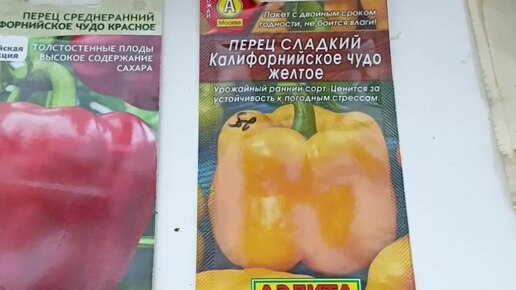 ПЕРЕЦ СРЕДНЕРАННИЙ
ФОРНИЙСКОЕ ЧУДО КРАСНОЕ
ТОЛСТОСТЕННЫЕ ПЛОДЫ
ВЫСОКОЕ СОДЕРЖАНИЕ
САХАРА
Москва
Пакет с двойным сроком
годности, не боится влаги!
ПЕРЕЦ СЛАДКИЙ
Калифорнийское чудо
желтое
Урожайный ранний сорт. Ценится за
устойчивость к погодным стрессам.
АЭЛИТА